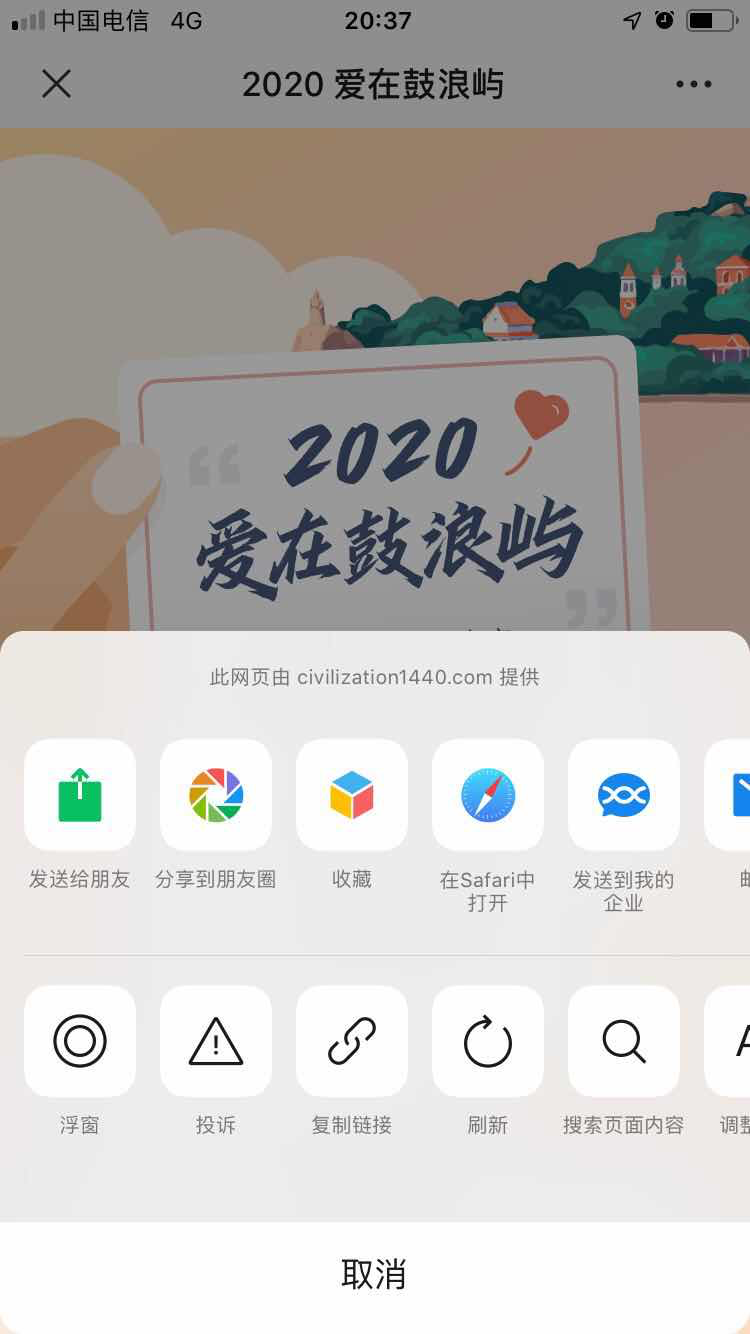 中国电信 4G 20:37
2020 爱在鼓浪屿
2020
爱在鼓浪屿
此网页由 civilization1440.com 提供
发送给朋友 分享到朋友圈 收藏 在Safari中 发送到我的
打开 企业
浮窗 投诉 复制链接 刷新 搜索页面内容 调整
取消